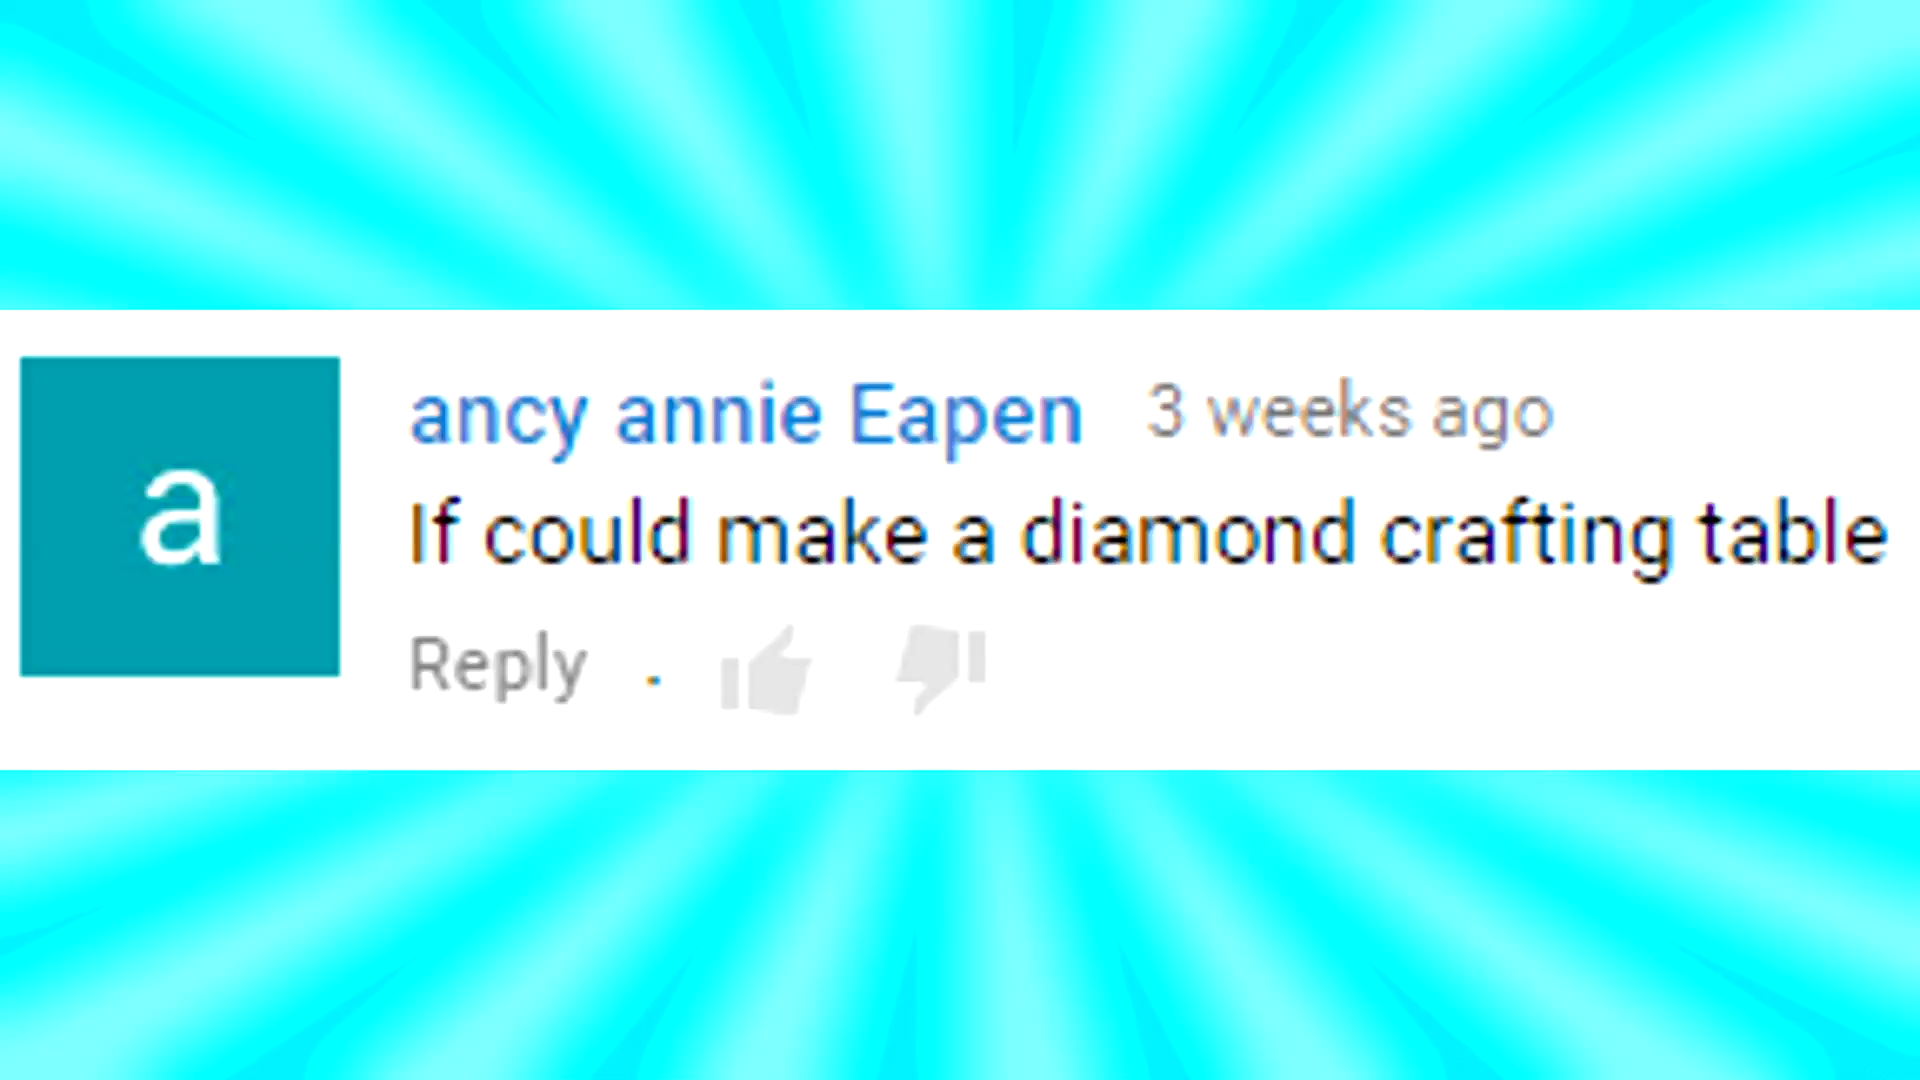 a
ancy annie Eapen 3 weeks ago
If could make a diamond crafting table
Reply .